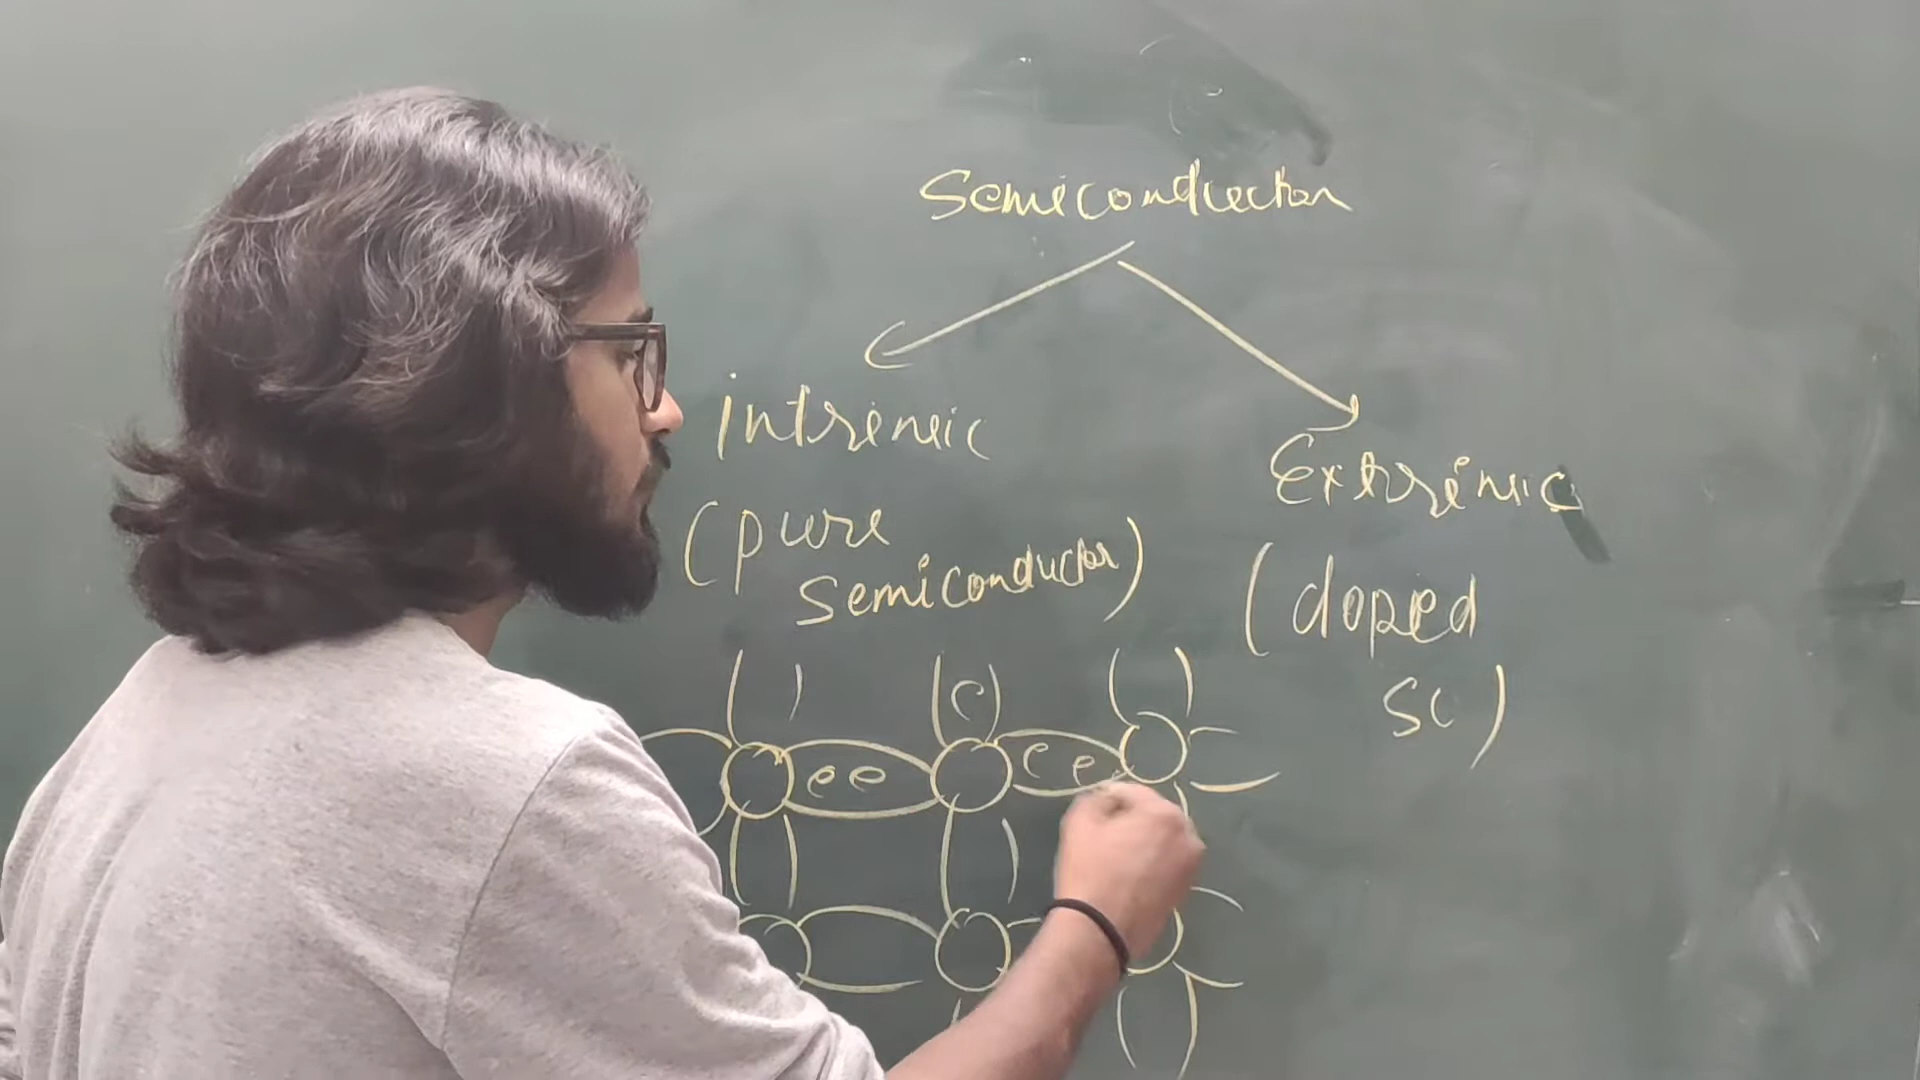 Semiconductor
Intrinsic
Extrinsic
(pure
semiconductor)
(doped
SC)
e
e e
e e